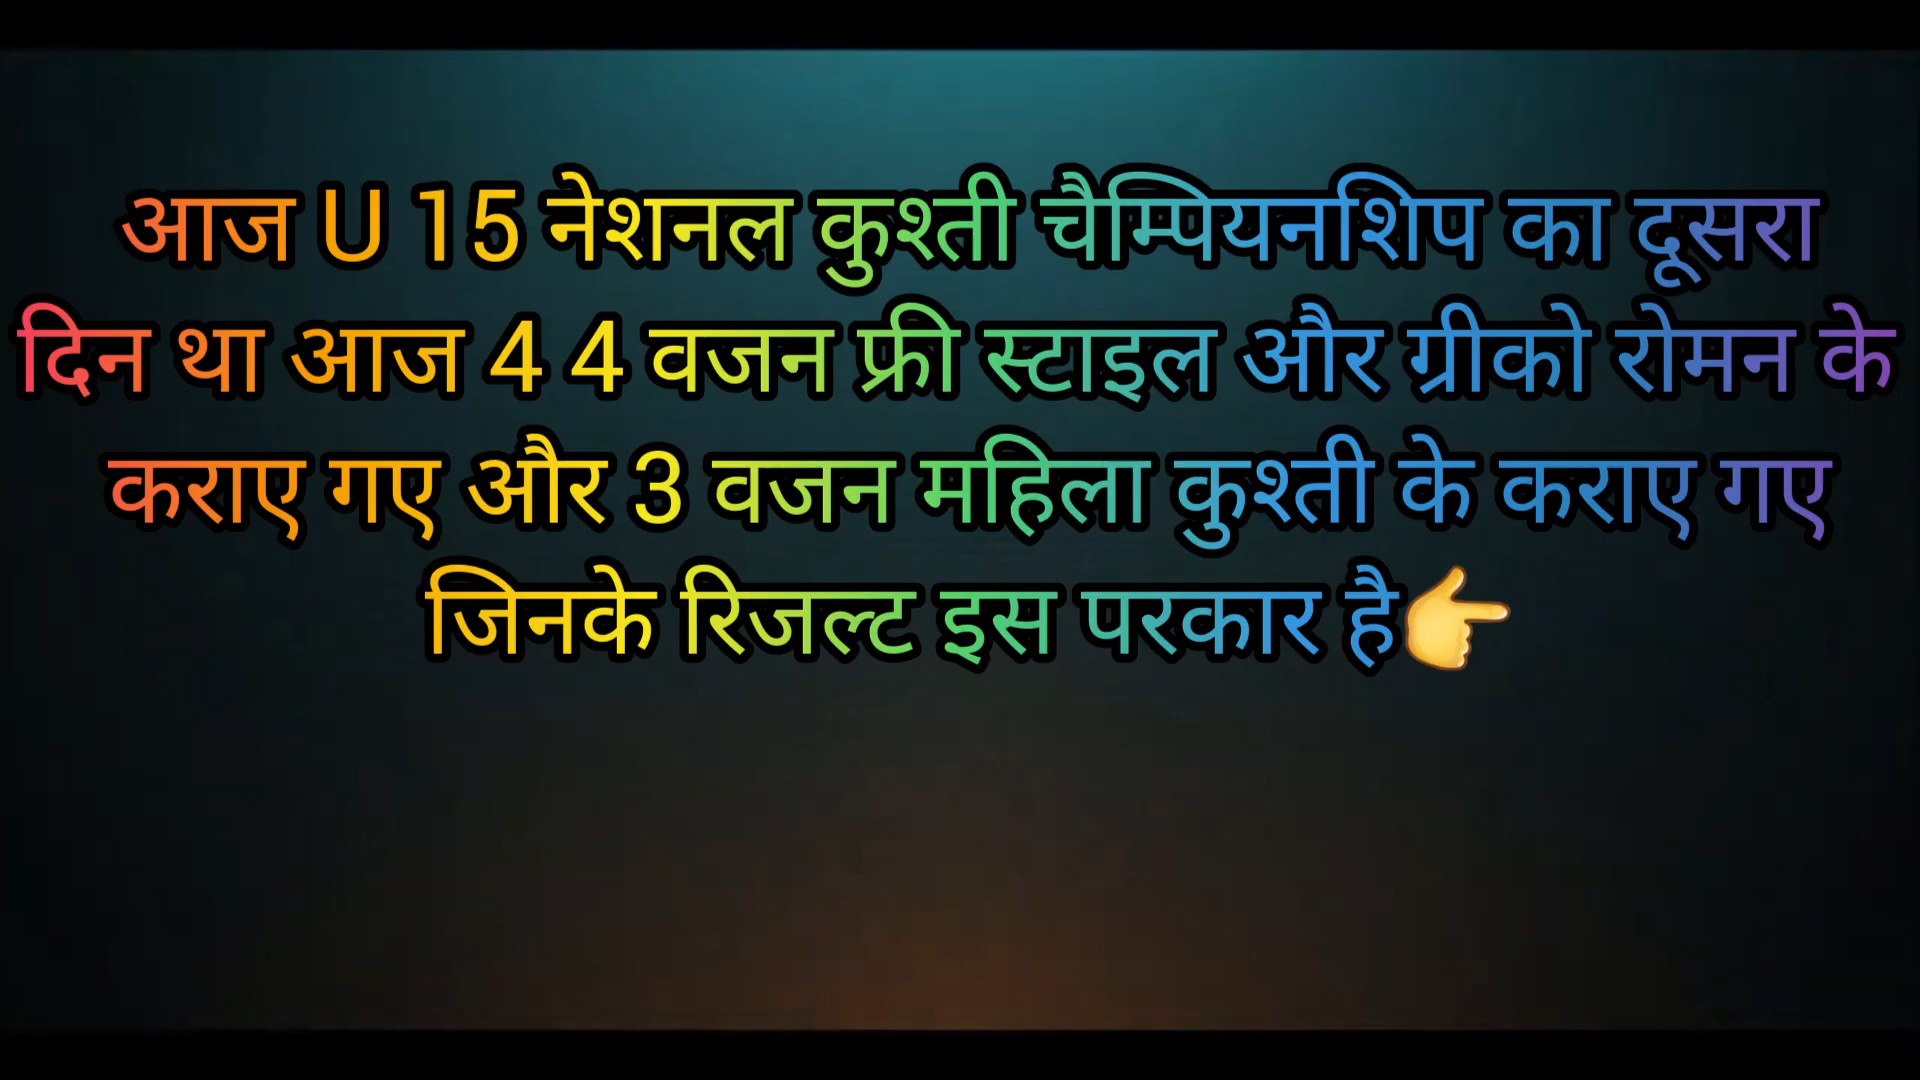 आज U 15 नेशनल कुश्ती चैम्पियनशिप का दूसरा
दिन था आज 4 4 वजन फ्री स्टाइल और ग्रीको रोमन के
कराए गए और 3 वजन महिला कुश्ती के कराए गए
जिनके रिजल्ट इस परकार है👉